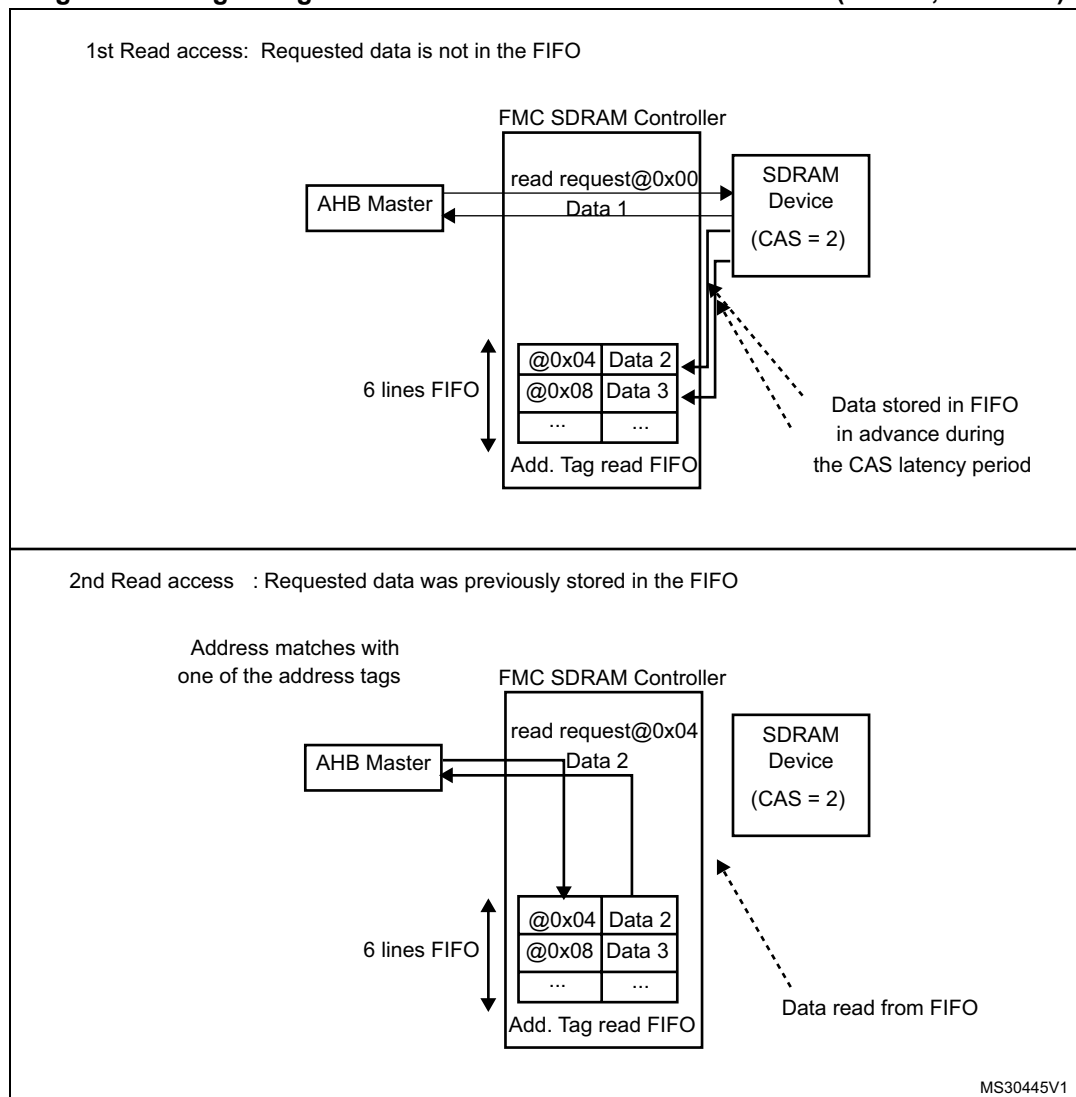 1st Read access: Requested data is not in the FIFO
FMC SDRAM Controller
read request@0x00
Data 1
AHB Master
SDRAM
Device
(CAS = 2)
@0x04 Data 2
@0x08 Data 3
... ...
6 lines FIFO
Add. Tag read FIFO
Data stored in FIFO
in advance during
the CAS latency period
2nd Read access : Requested data was previously stored in the FIFO
Address matches with
one of the address tags
FMC SDRAM Controller
read request@0x04
Data 2
AHB Master
SDRAM
Device
(CAS = 2)
@0x04 Data 2
@0x08 Data 3
... ...
6 lines FIFO
Add. Tag read FIFO
Data read from FIFO
MS30445V1